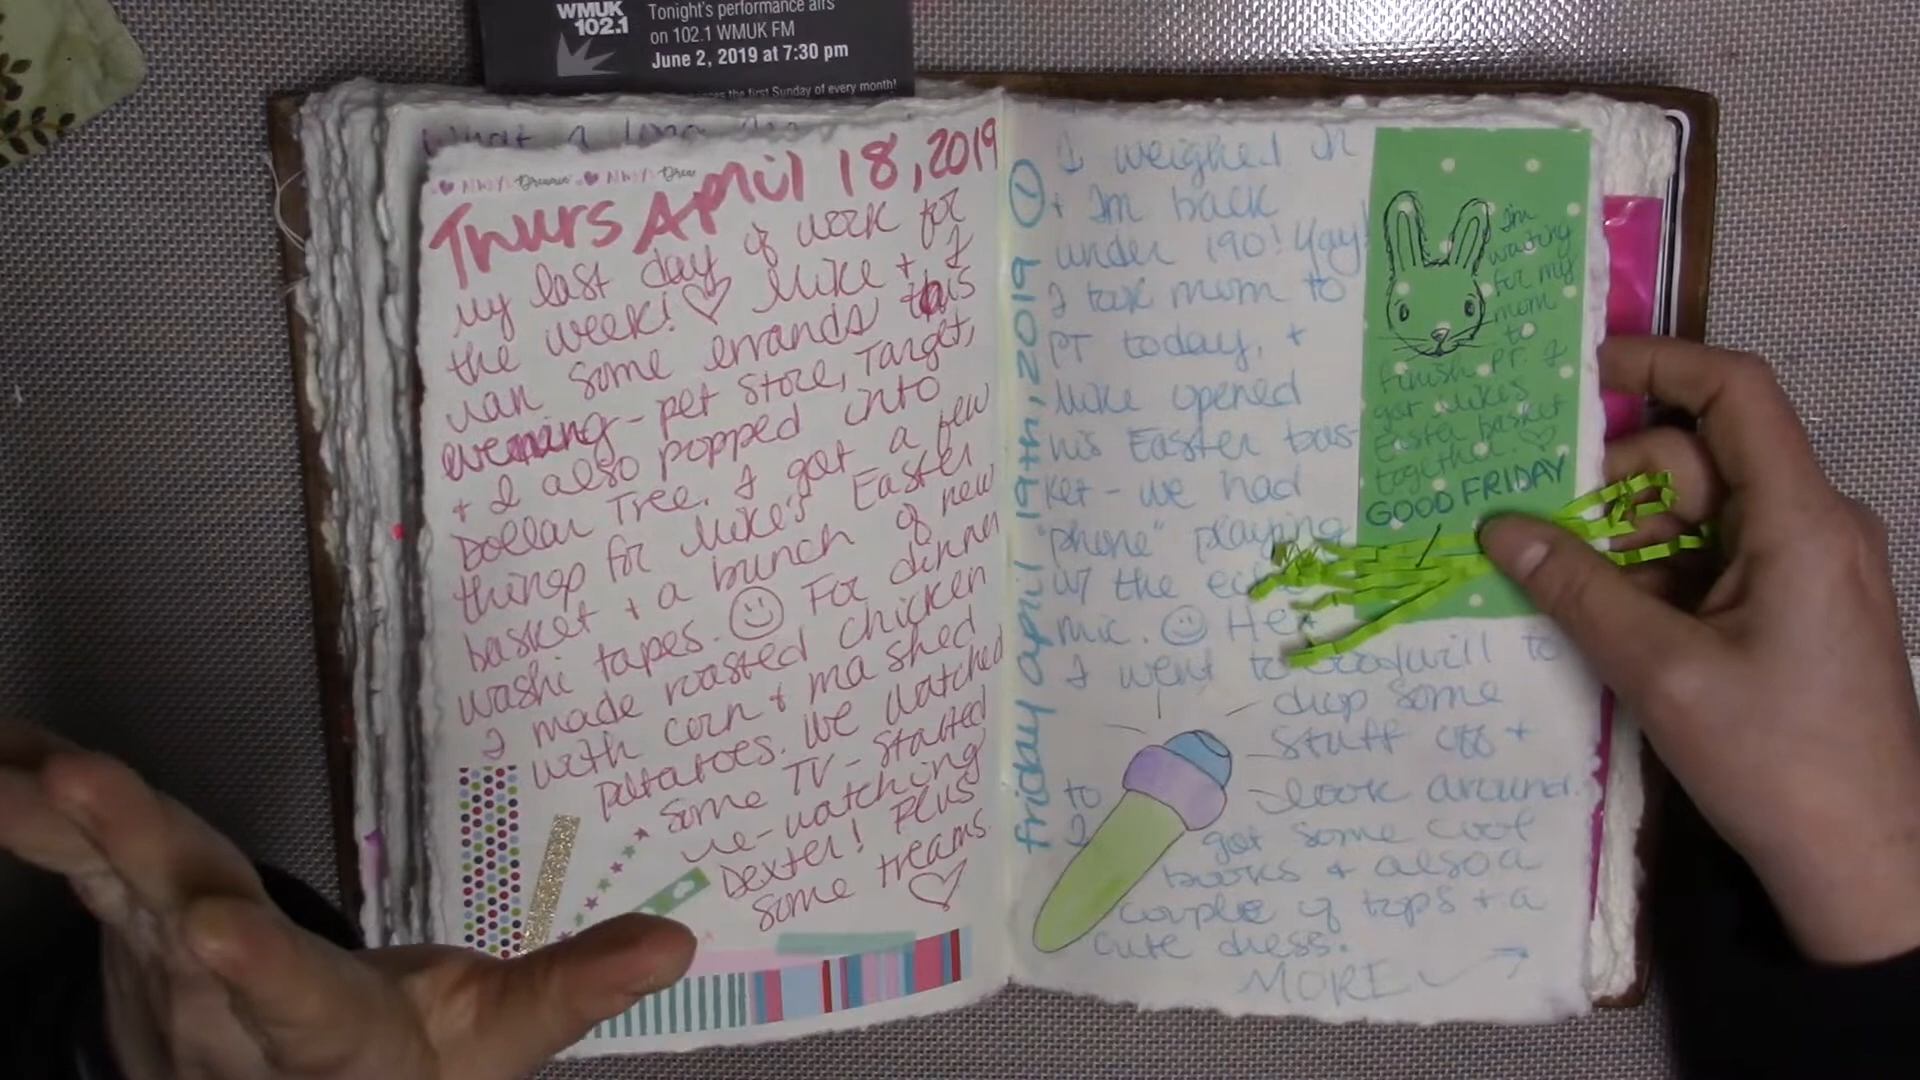 WMUK
102.1
Tonight's performance airs
on 102.1 WMUK FM
June 2, 2019 at 7:30 pm
the first Sunday of every month!
What a long
Thurs April 18, 2019
My last day of work for
the week! Mike + I
ran some errands this
evening - pet store, Target,
+ I also popped into
Dollar Tree. I got a few
things for Mike's Easter
basket + a bunch of new
washi tapes. For dinner
I made roasted chicken
with corn + mashed
potatoes. We watched
some TV - started
re-watching
Dexter! Plus
some treams.
friday april 19th, 2019 1
I weighed in
+ I'm back
under 190! Yay!
I took mom to
PT today, +
Mike opened
his Easter bas-
ket - we had
"phone" playing
w/ the
mic. He +
I went to Goodwill to
drop some
stuff off +
to look around.
I got some cool
books + also a
couple of tops + a
cute dress.
MORE
I'm
waiting
for my
mom
to
finish PT. I
got Mike's
Easter basket
together.
GOOD FRIDAY